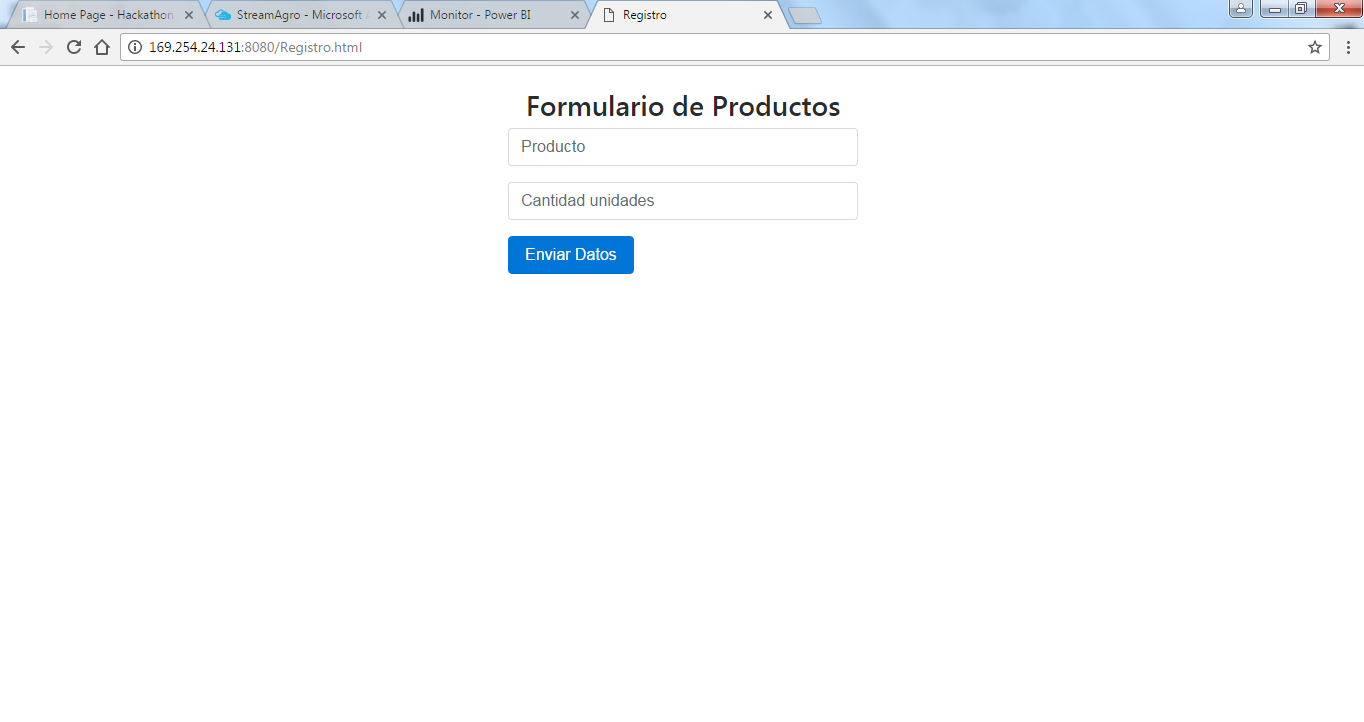 Home Page - Hackathon
StreamAgro - Microsoft
Monitor - Power BI
Registro
169.254.24.131:8080/Registro.html
Formulario de Productos
Producto
Cantidad unidades
Enviar Datos